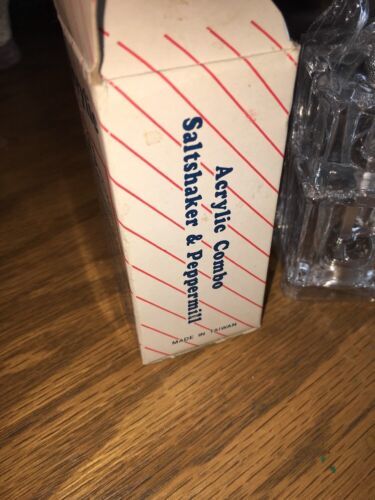 Acrylic Combo
Saltshaker & Peppermill
MADE IN TAIWAN